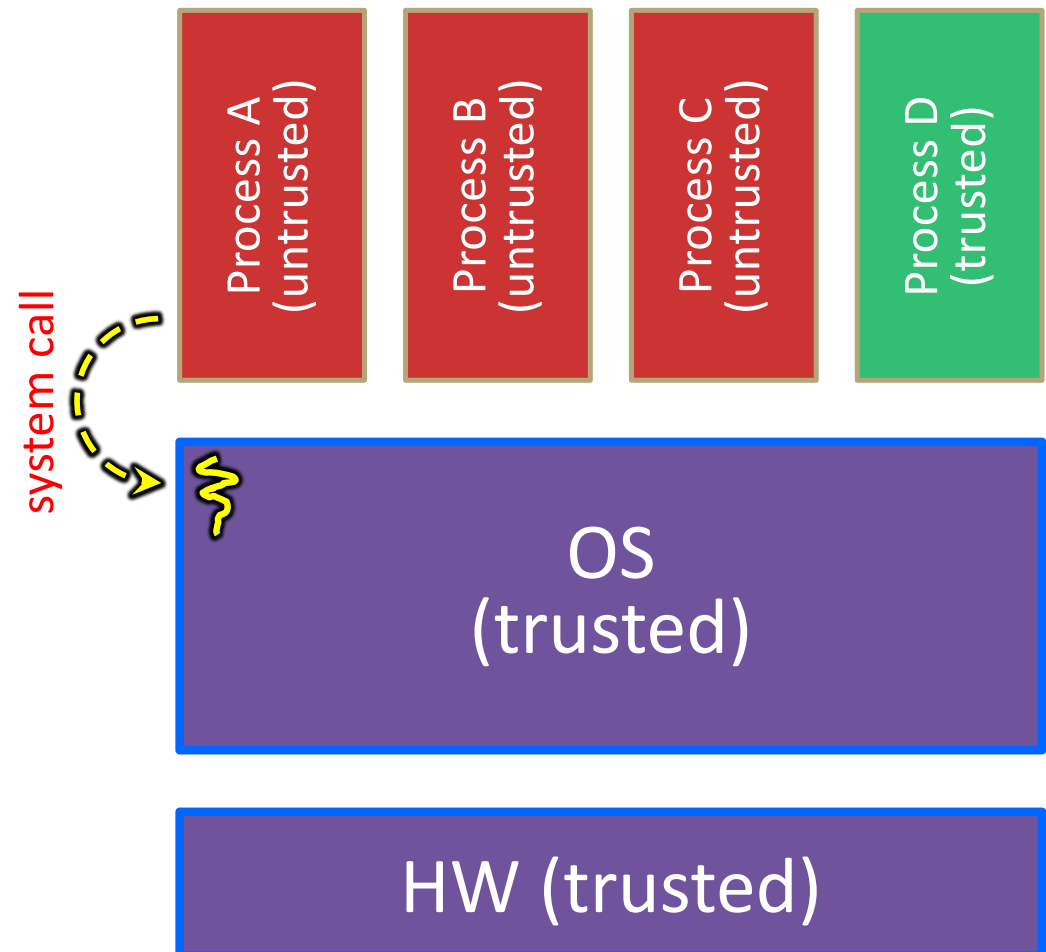 Process A
(untrusted)
Process B
(untrusted)
Process C
(untrusted)
Process D
(trusted)
system call
OS
(trusted)
HW (trusted)